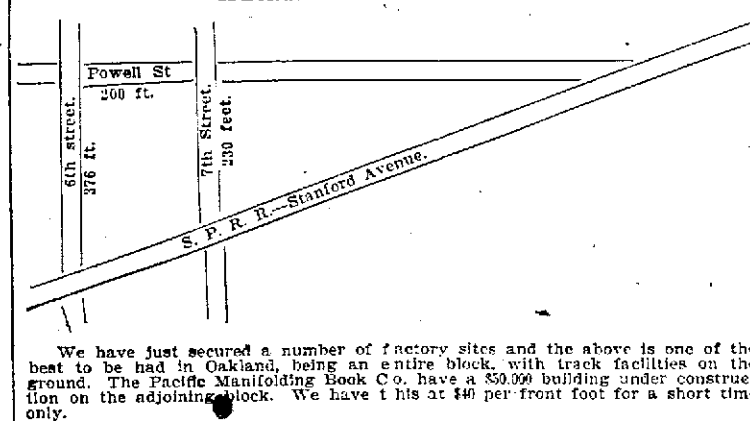 Powell St
200 ft.
6th street.
376 ft.
7th Street.
230 feet.
S. P. R. R.—Stanford Avenue.
We have just secured a number of factory sites and the above is one of th
best to be had in Oakland, being an entire block, with track facilities on the
ground. The Pacific Manifolding Book Co. have a $50,000 building under construc-
tion on the adjoining block. We have this at $40 per front foot for a short tim
only.